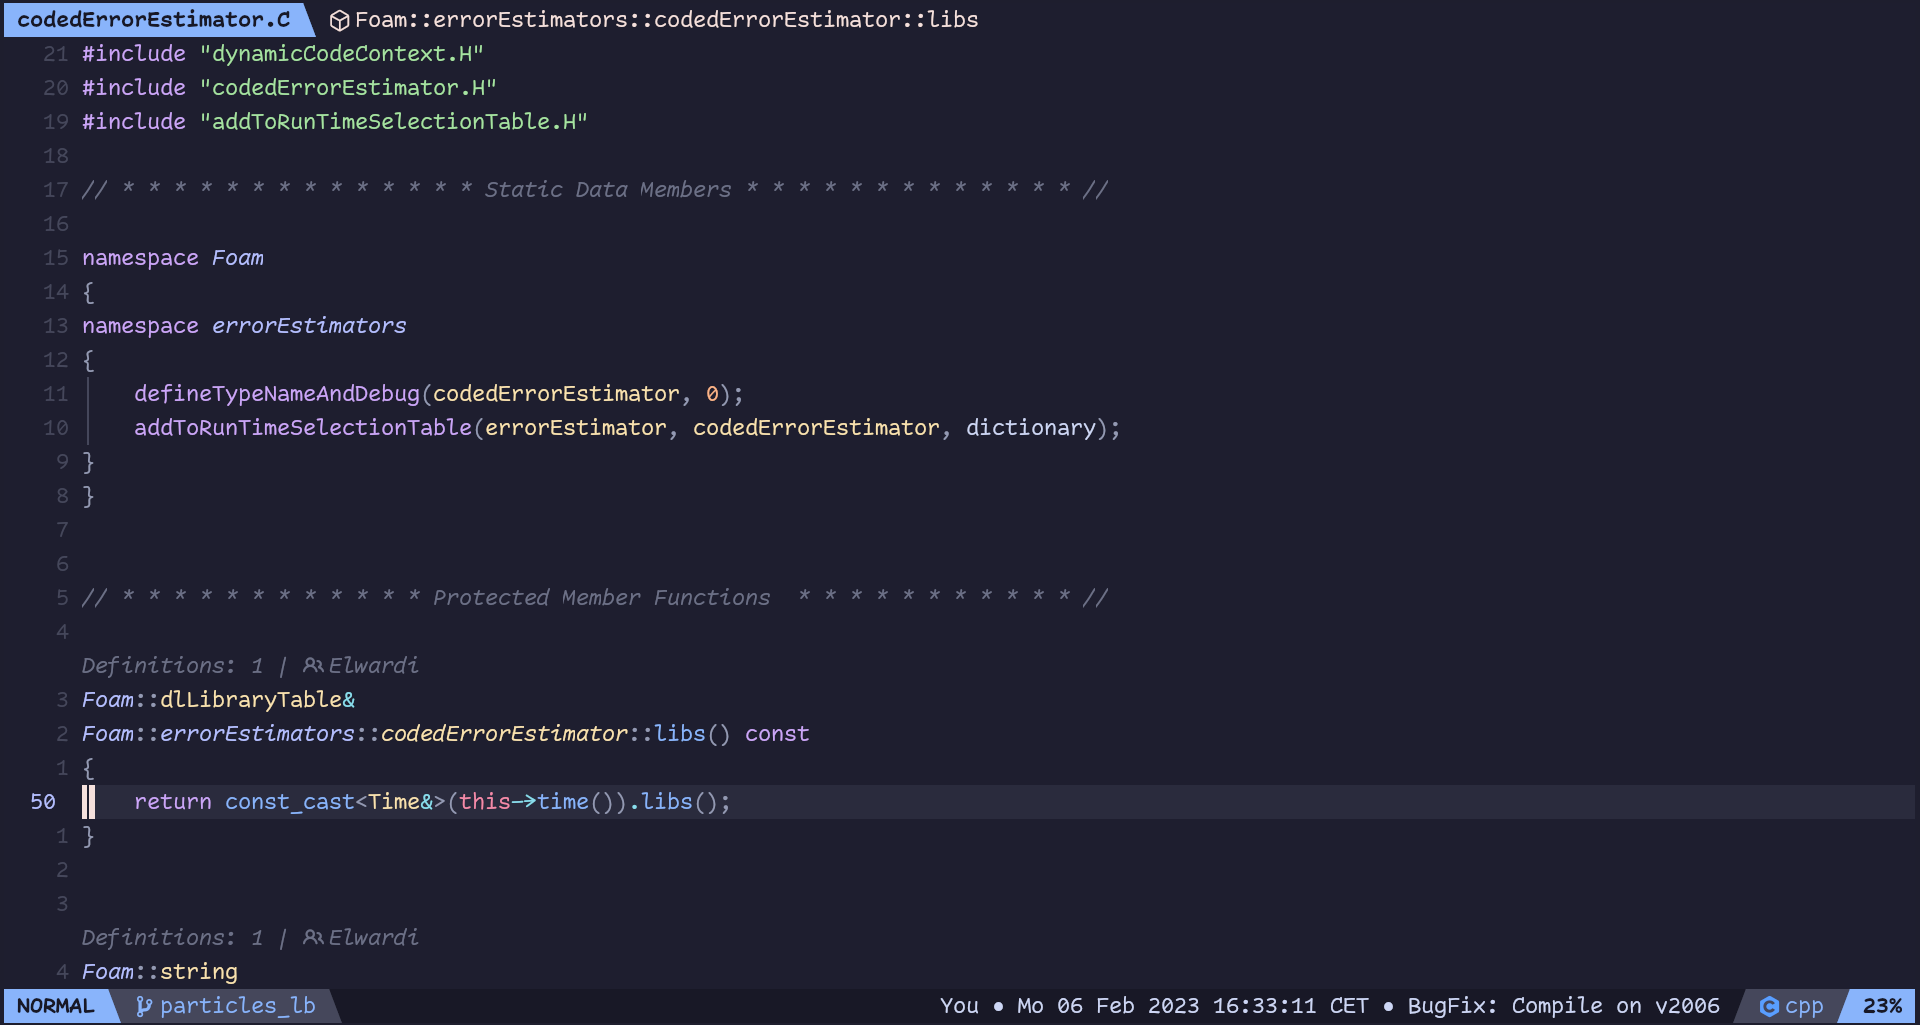 codedErrorEstimator.C Foam::errorEstimators::codedErrorEstimator::libs
21 #include "dynamicCodeContext.H"
20 #include "codedErrorEstimator.H"
19 #include "addToRunTimeSelectionTable.H"
18
17 // * * * * * * * * * * * * * * Static Data Members * * * * * * * * * * * * * //
16
15 namespace Foam
14 {
13 namespace errorEstimators
12 {
11     defineTypeNameAndDebug(codedErrorEstimator, 0);
10     addToRunTimeSelectionTable(errorEstimator, codedErrorEstimator, dictionary);
9 }
8 }
7
6
5 // * * * * * * * * * * * * Protected Member Functions  * * * * * * * * * * * //
4
Definitions: 1 | Elwardi
3 Foam::dlLibraryTable&
2 Foam::errorEstimators::codedErrorEstimator::libs() const
1 {
50     return const_cast<Time&>(this->time()).libs();
1 }
2
3
Definitions: 1 | Elwardi
4 Foam::string
NORMAL particles_lb You • Mo 06 Feb 2023 16:33:11 CET • BugFix: Compile on v2006 cpp 23%